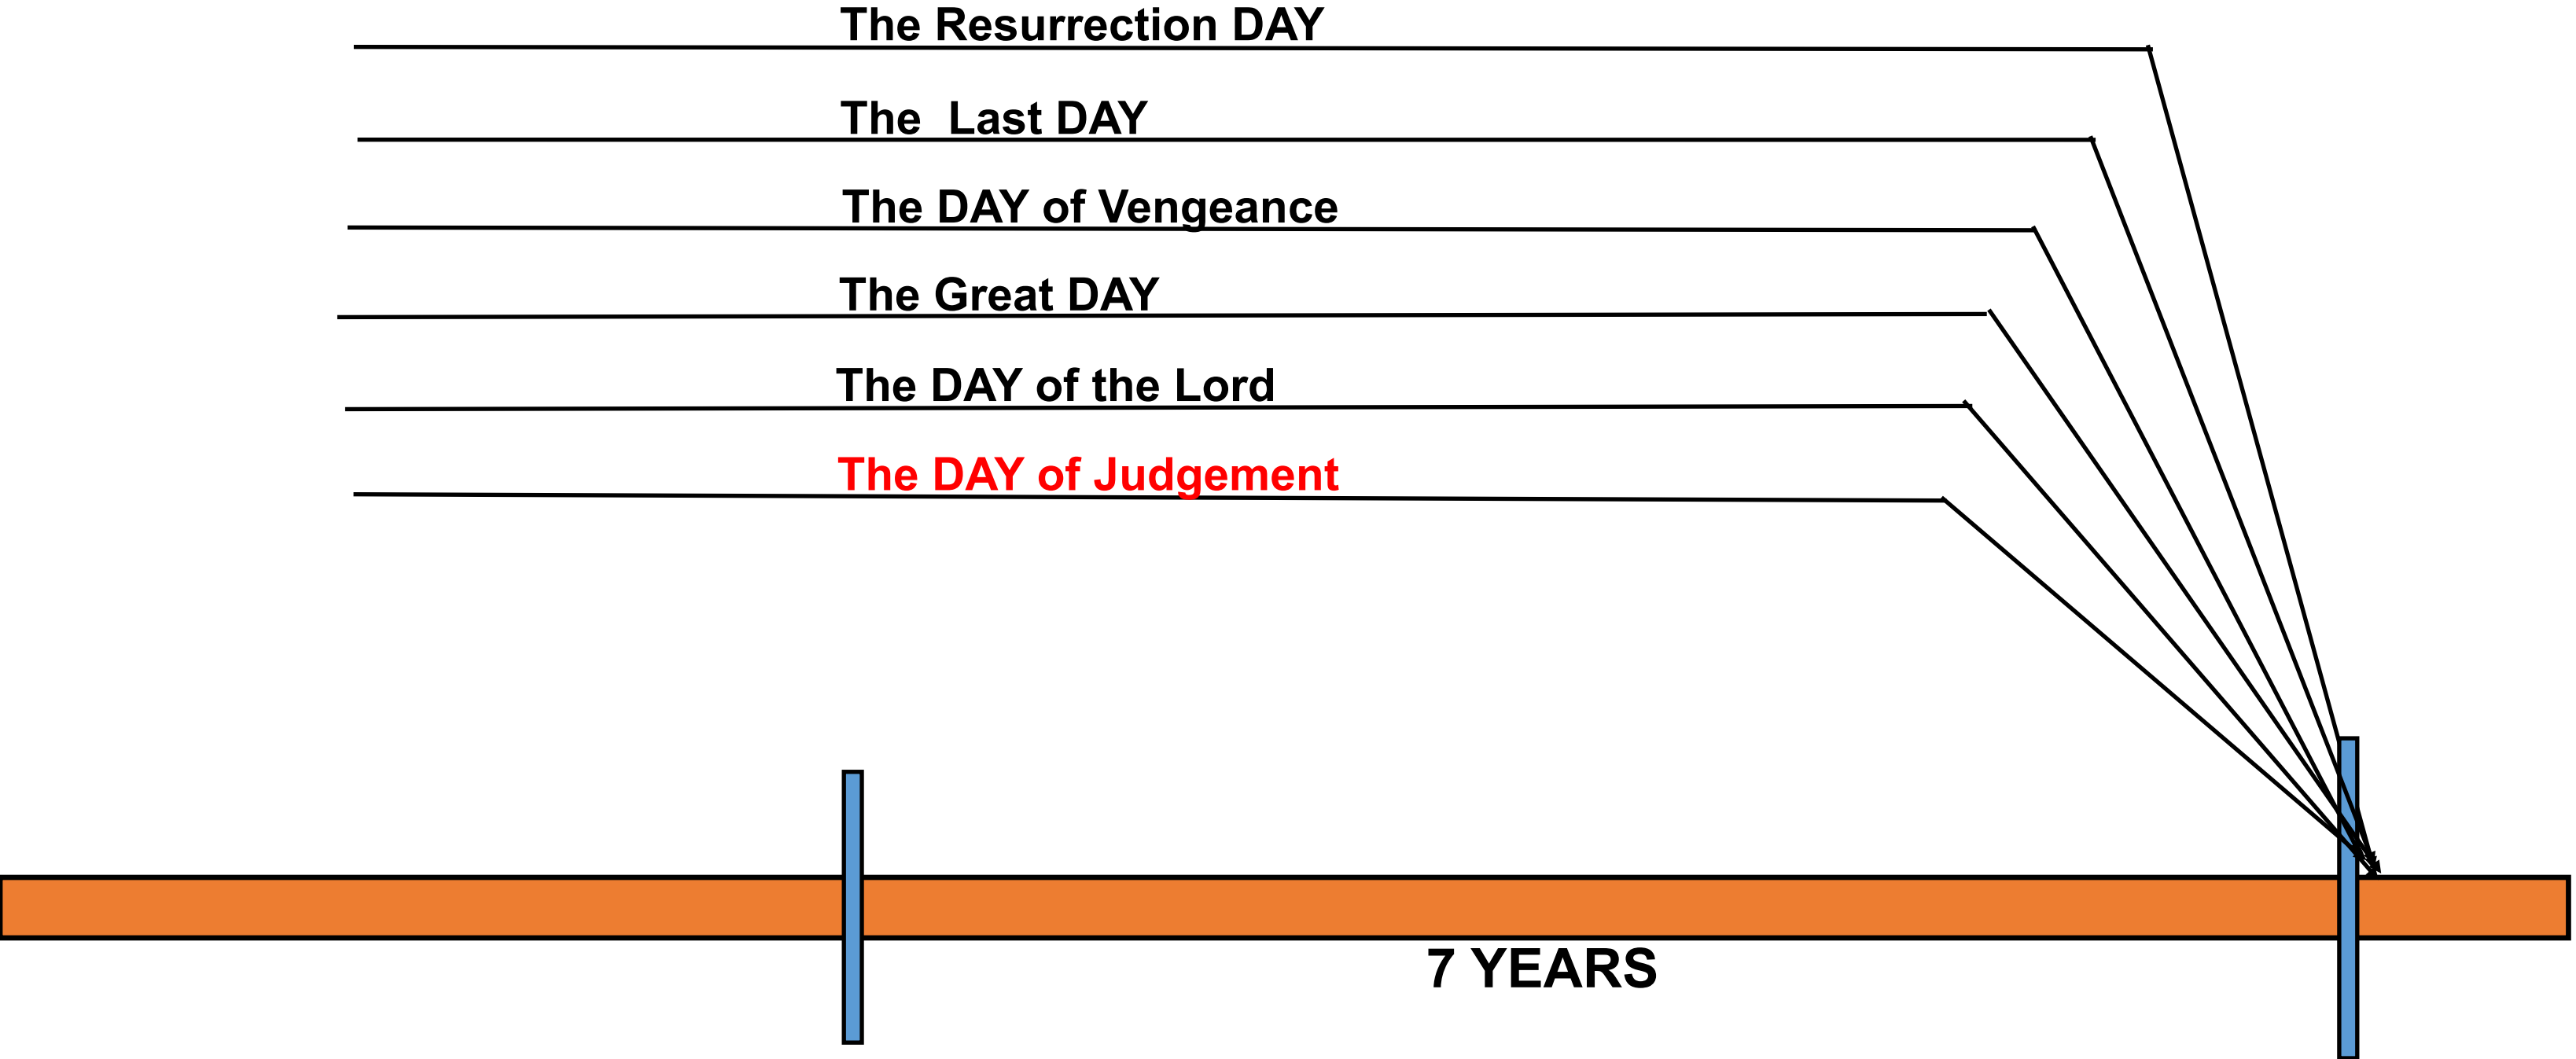 The Resurrection DAY
The Last DAY
The DAY of Vengeance
The Great DAY
The DAY of the Lord
The DAY of Judgement
7 YEARS